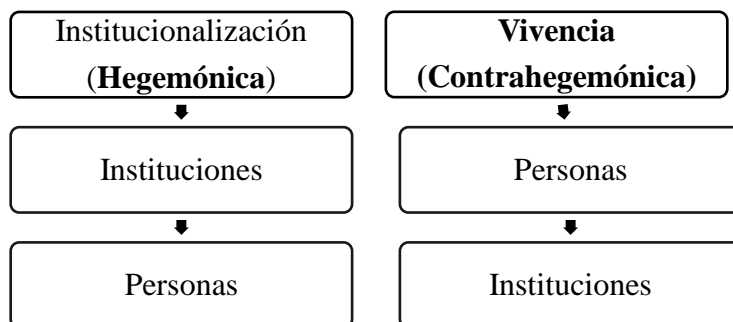 Institucionalización
(Hegemónica)
Instituciones
Personas
Vivencia
(Contrahegemónica)
Personas
Instituciones